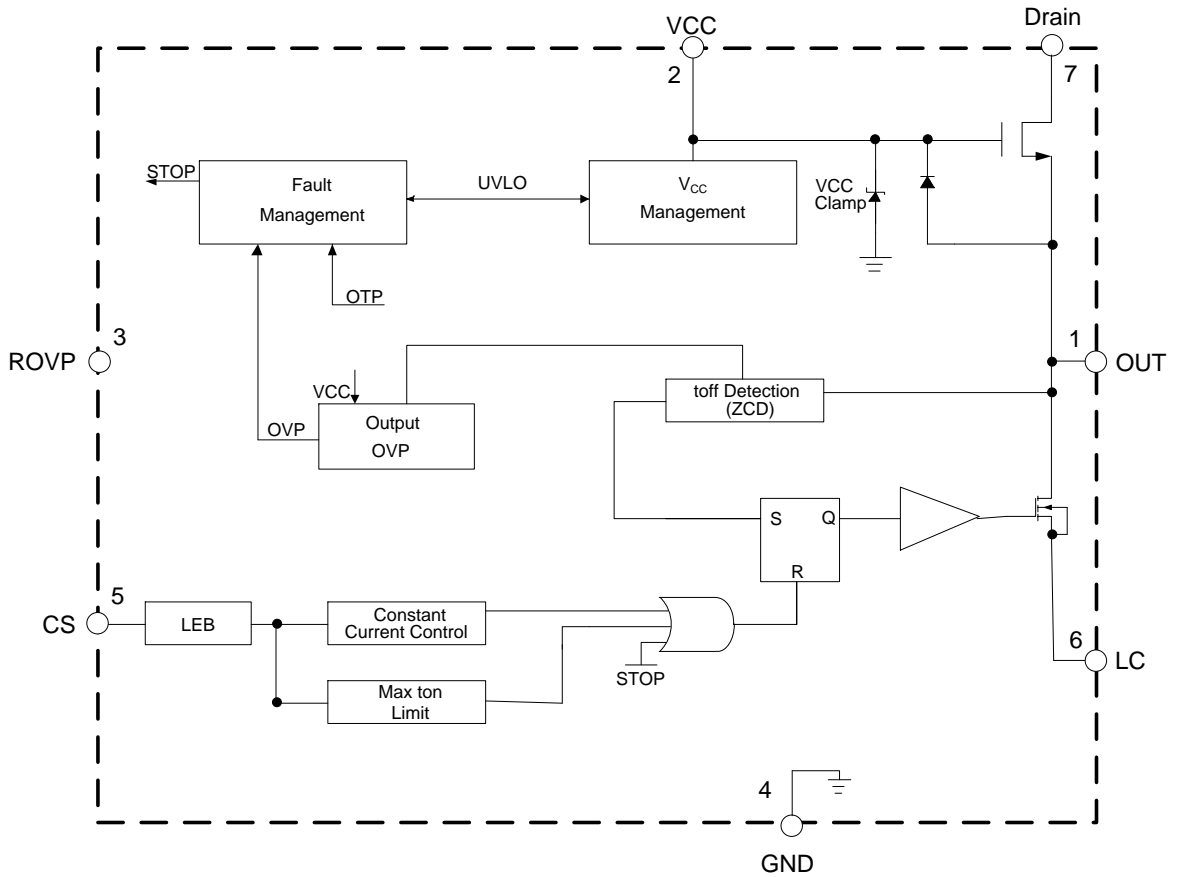 VCC
Drain
2
7
STOP
Fault
Management
UVLO
VCC
Management
VCC
Clamp
OTP
3
ROVP
1
OUT
VCC
toff Detection
(ZCD)
OVP
Output
OVP
S
Q
R
5
CS
LEB
Constant
Current Control
6
LC
STOP
Max ton
Limit
4
GND